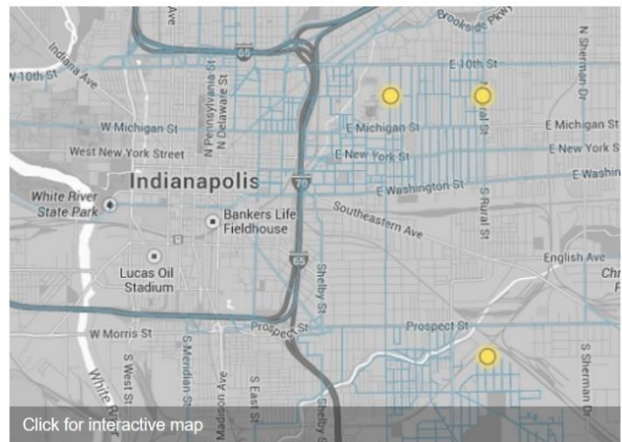 Ave
Brookside Pkwy
Indiana Ave
65
N Sherman Dr
E 10th St
W 10th St
N Pennsylvania St
N Delaware St
W Michigan St
E Michigan St
E Michigan St
West New York Street
E New York St
E New York S
Indianapolis
70
E Washington St
E Washin
White River
State Park
Bankers Life
Fieldhouse
Southeastern Ave
S Rural St
English Ave
65
Lucas Oil
Stadium
Shelby St
W Morris St
Prospect St
Prospect St
S West St
S Meridian St
Madison Ave
S East St
S Sherman Dr
White
Shelby S
Click for interactive map